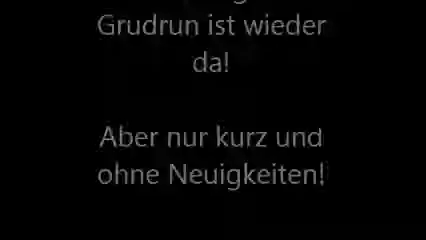 Grudrun ist wieder
da!
Aber nur kurz und
ohne Neuigkeiten!